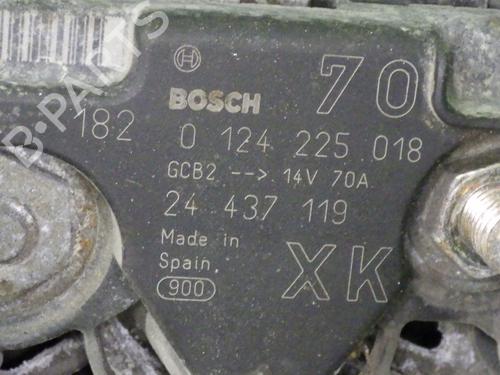 BOSCH 70
182 0 124 225 018
GCB2 --> 14V 70A
24 437 119
Made in
Spain.
900 XK
B-PARTS